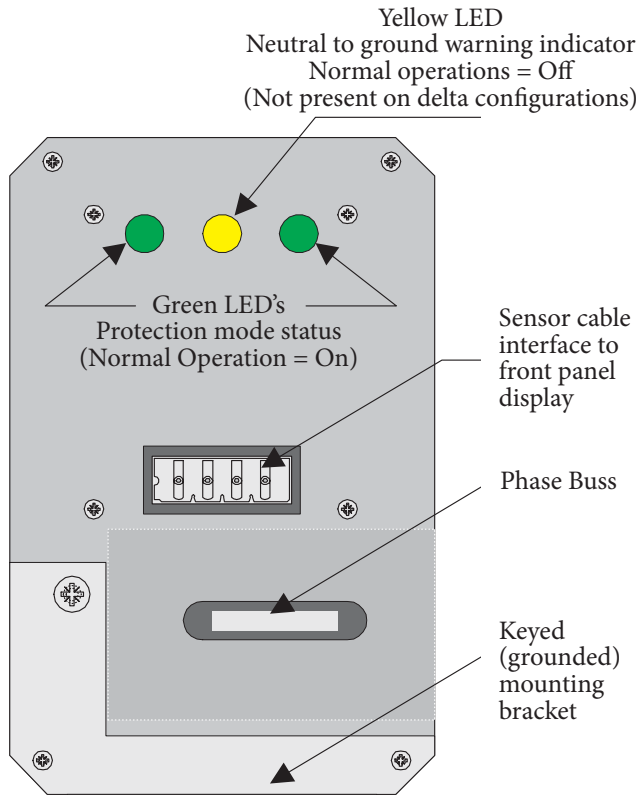 Yellow LED
Neutral to ground warning indicator
Normal operations = Off
(Not present on delta configurations)
Green LED's
Protection mode status
(Normal Operation = On)
Sensor cable
interface to
front panel
display
Phase Buss
Keyed
(grounded)
mounting
bracket